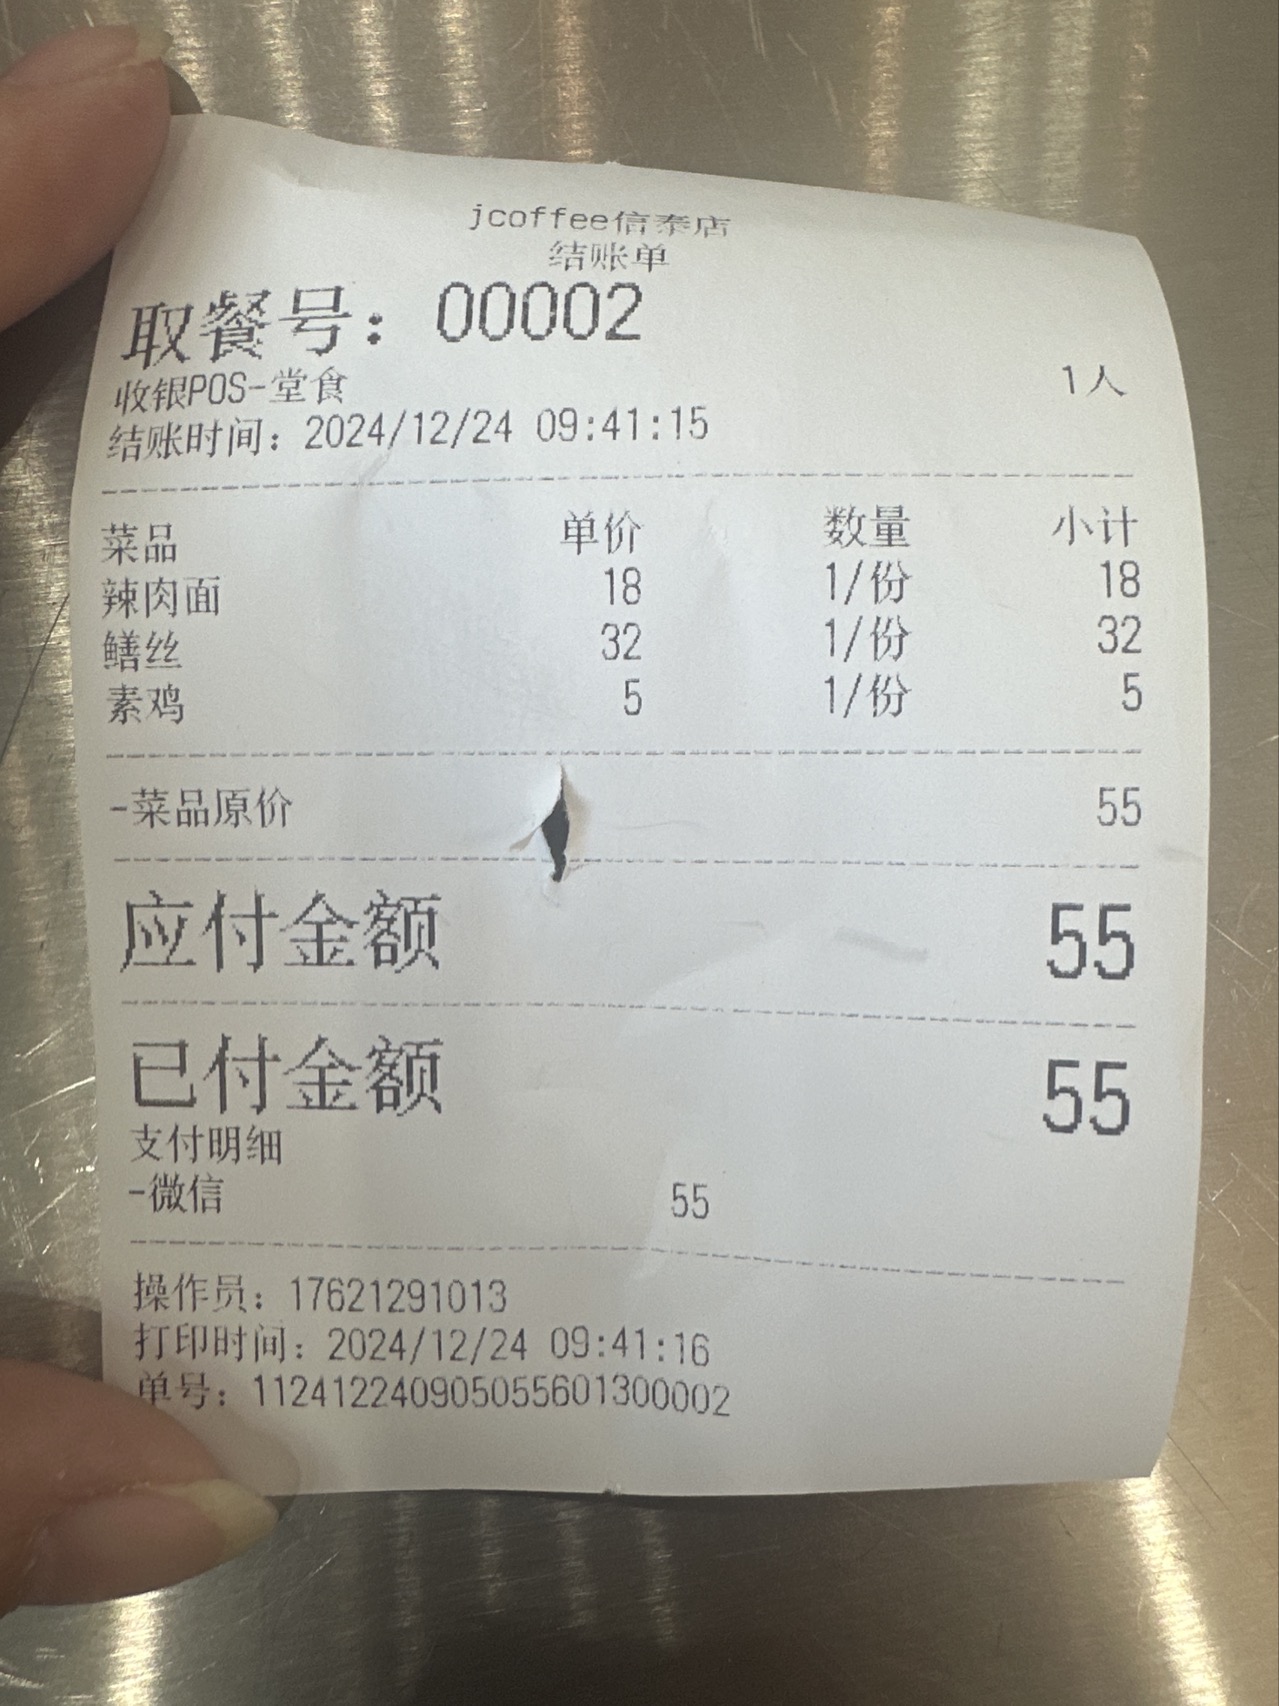 jcoffee信泰店
结账单
取餐号：00002
收银POS-堂食 1人
结账时间：2024/12/24 09:41:15
菜品 单价 数量 小计
辣肉面 18 1/份 18
鳝丝 32 1/份 32
素鸡 5 1/份 5
-菜品原价 55
应付金额 55
已付金额 55
支付明细
-微信 55
操作员：17621291013
打印时间：2024/12/24 09:41:16
单号：112412240905055601300002